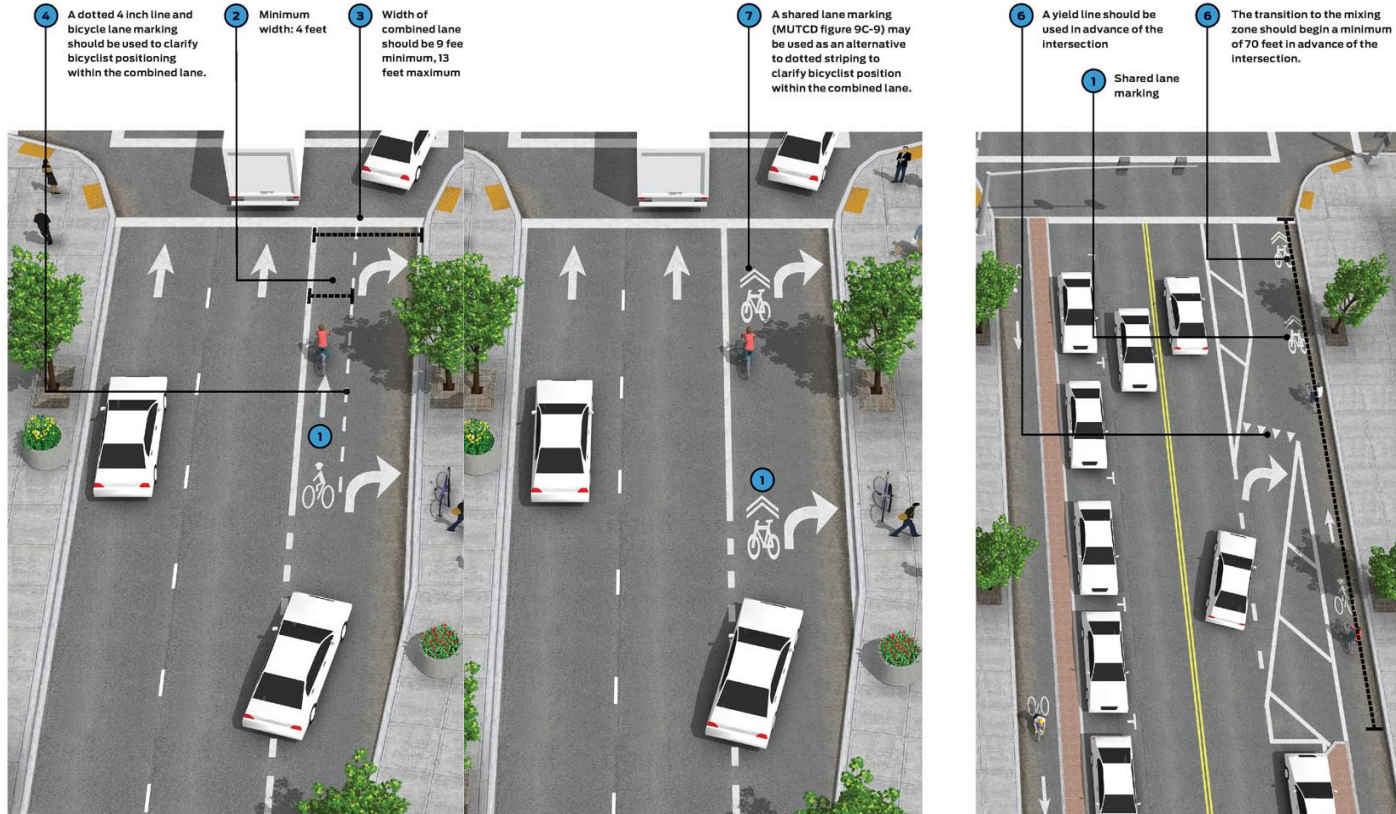 4
A dotted 4 inch line and
bicycle lane marking
should be used to clarify
bicyclist positioning
within the combined lane.
2
Minimum
width: 4 feet
3
Width of
combined lane
should be 9 fee
minimum, 13
feet maximum
7
A shared lane marking
(MUTCD figure 9C-9) may
be used as an alternative
to dotted striping to
clarify bicyclist position
within the combined lane.
6
A yield line should be
used in advance of the
intersection
6
The transition to the mixing
zone should begin a minimum
of 70 feet in advance of the
intersection.
1
Shared lane
marking
1
1